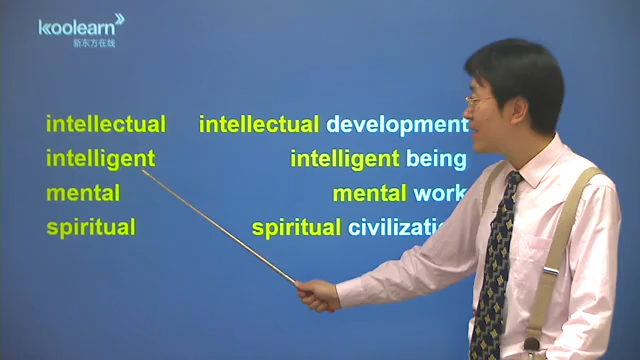 koolearn
新东方在线
intellectual intellectual development
intelligent intelligent being
mental mental work
spiritual spiritual